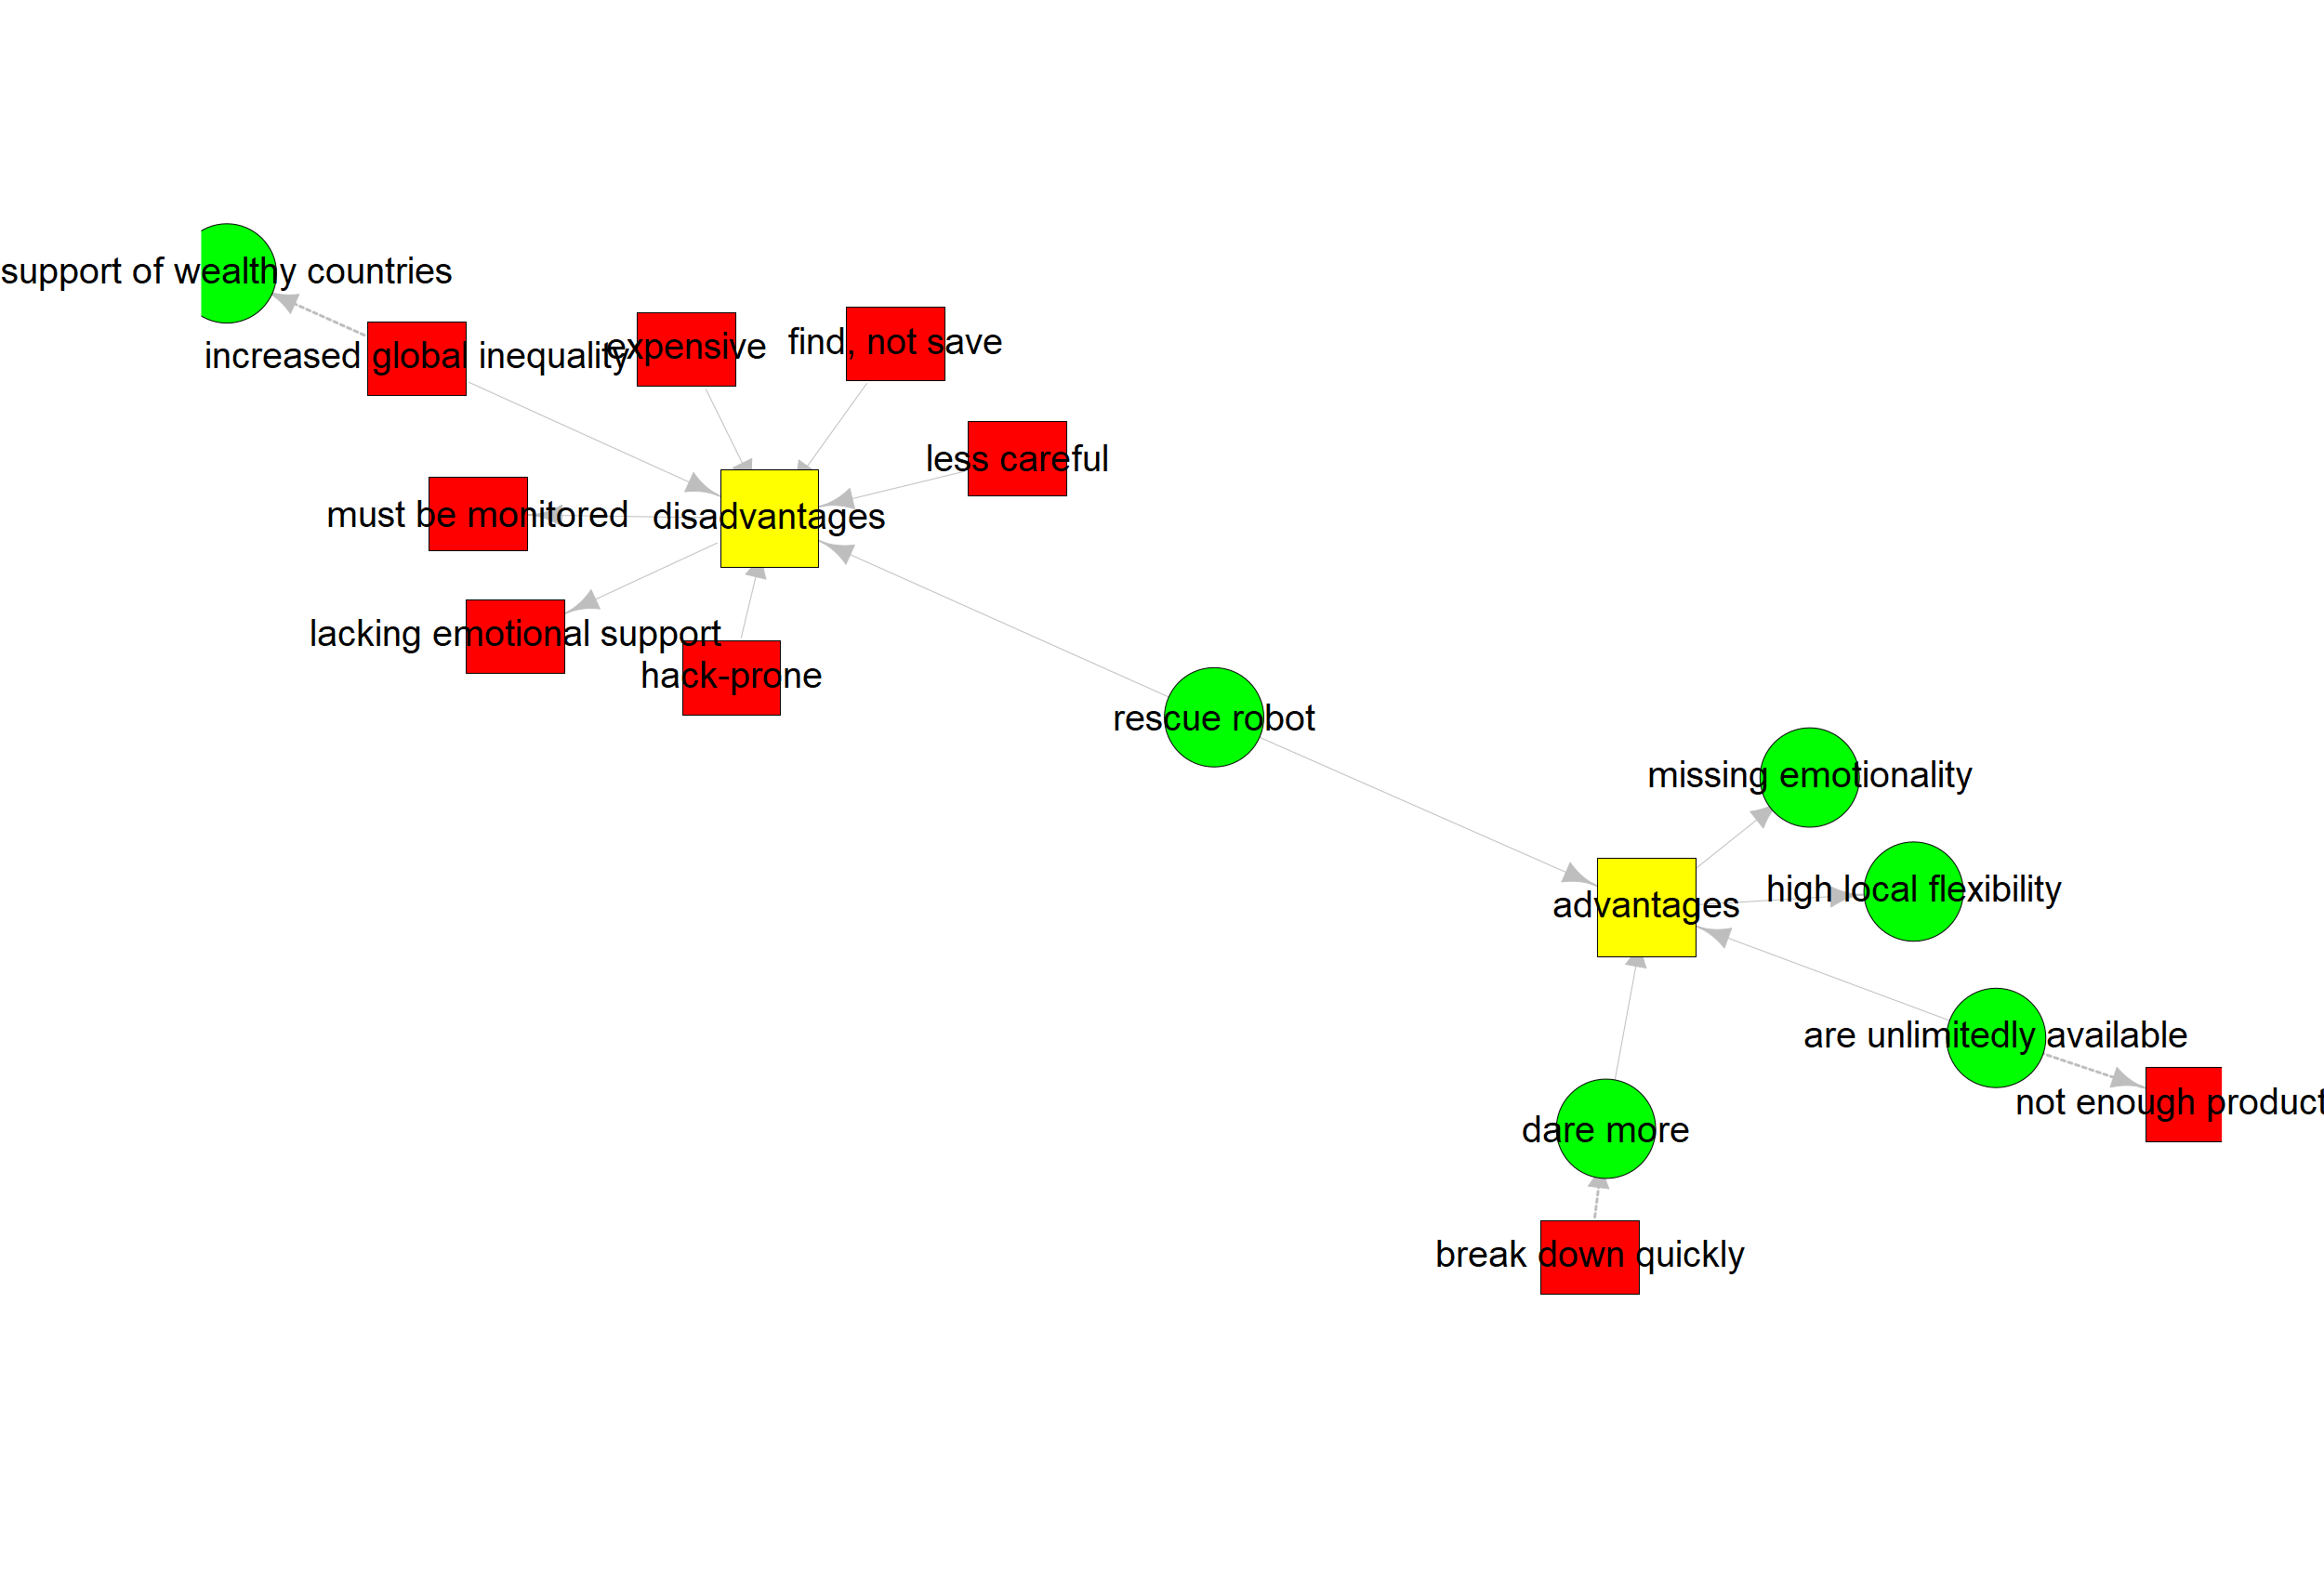 support of wealthy countries
increased global inequality
expensive
find, not save
less careful
must be monitored
disadvantages
lacking emotional support
hack-prone
rescue robot
missing emotionality
high local flexibility
advantages
are unlimitedly available
not enough product
dare more
break down quickly